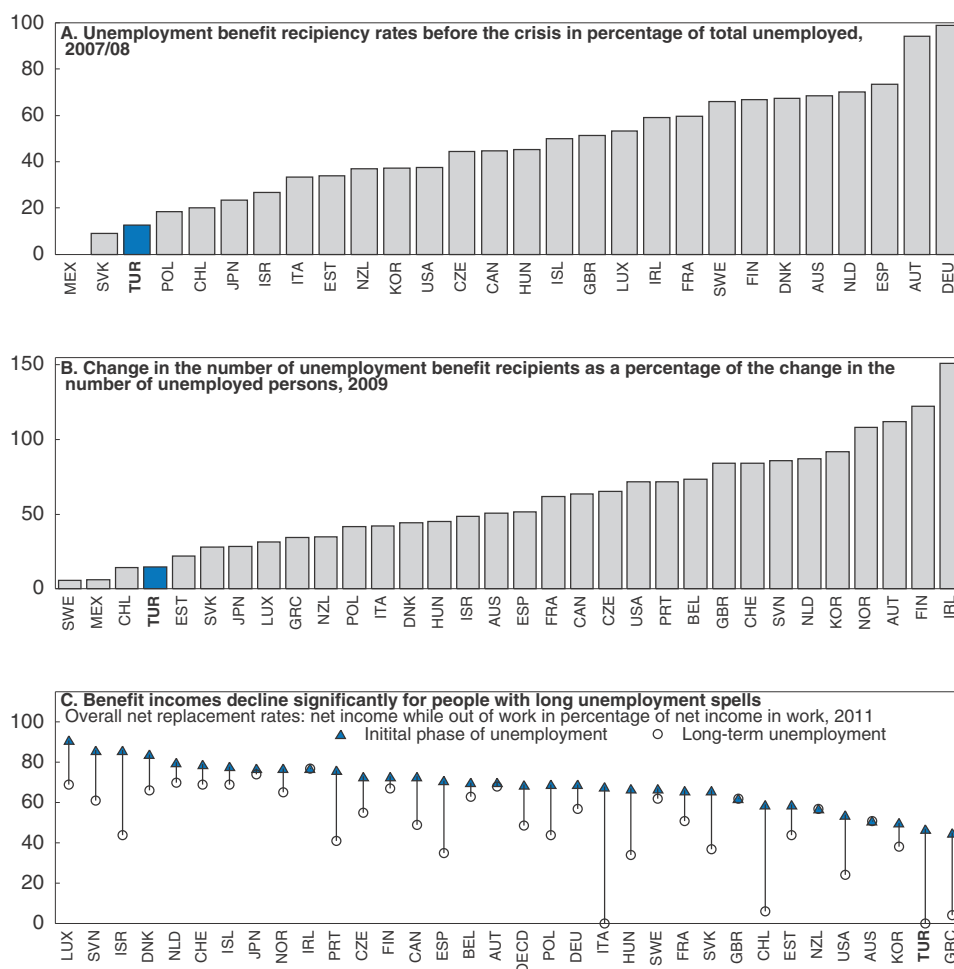 A. Unemployment benefit recipiency rates before the crisis in percentage of total unemployed,
2007/08
100
80
60
40
20
0
MEX SVK TUR POL CHL JPN ISR ITA EST NZL KOR USA CZE CAN HUN ISL GBR LUX IRL FRA SWE FIN DNK AUS NLD ESP AUT DEU
B. Change in the number of unemployment benefit recipients as a percentage of the change in the
number of unemployed persons, 2009
150
100
50
0
SWE MEX CHL TUR EST SVK JPN LUX GRC NZL POL ITA DNK HUN ISR AUS ESP FRA CAN CZE USA PRT BEL GBR CHE SVN NLD KOR NOR AUT FIN IRL
C. Benefit incomes decline significantly for people with long unemployment spells
Overall net replacement rates: net income while out of work in percentage of net income in work, 2011
Initital phase of unemployment Long-term unemployment
100
80
60
40
20
0
LUX SVN ISR DNK NLD CHE ISL JPN NOR IRL PRT CZE FIN CAN ESP BEL AUT OECD POL DEU ITA HUN SWE FRA SVK GBR CHL EST NZL USA AUS KOR TUR GRC